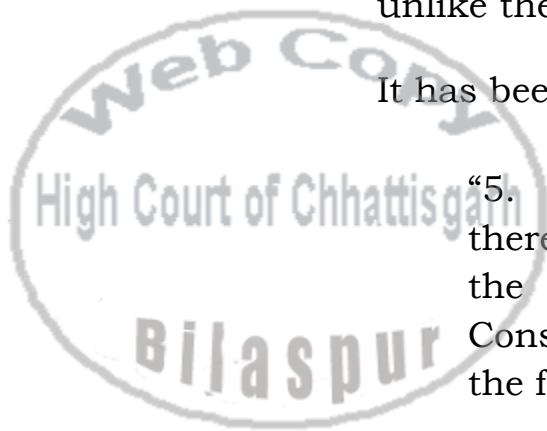 unlike the
Web Copy
It has bee
High Court of Chhattisgarh
“5.
there
the
Bilaspur
Cons
the f